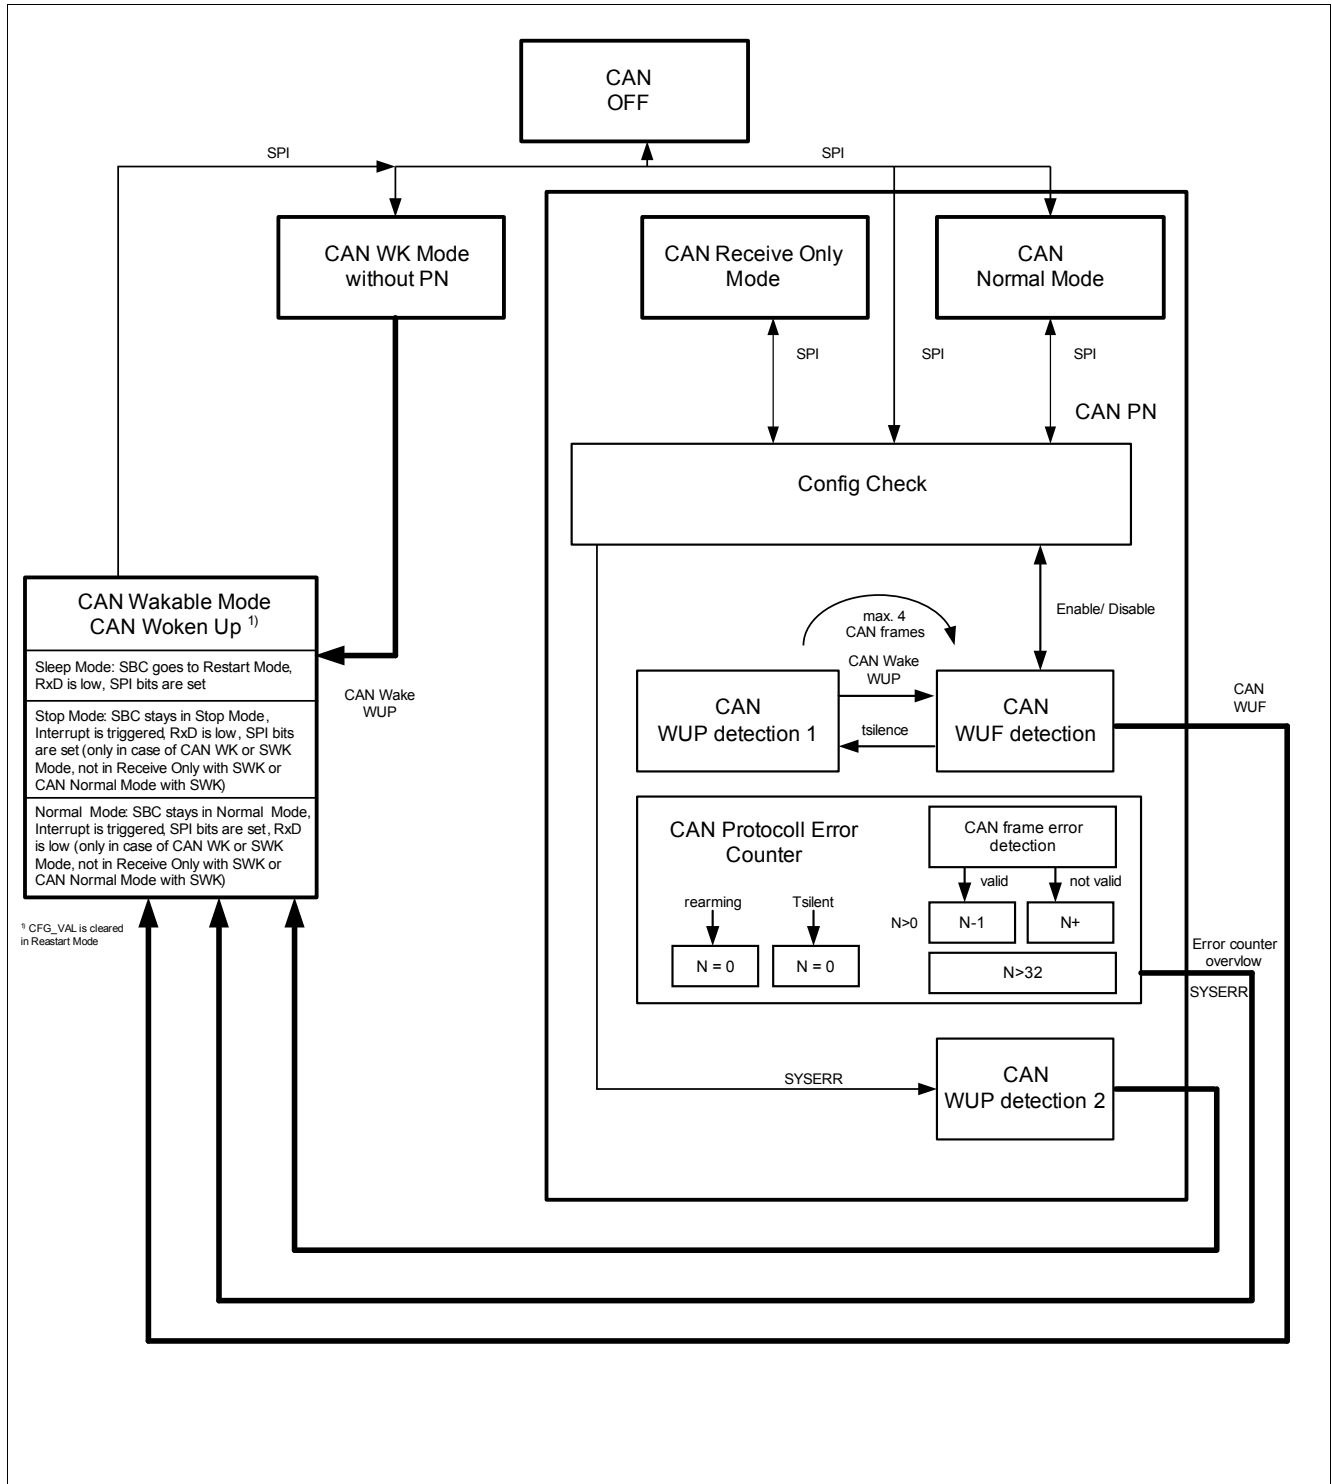 CAN
OFF
SPI
SPI
CAN WK Mode
without PN
CAN Receive Only
Mode
CAN
Normal Mode
SPI
SPI
SPI
CAN PN
Config Check
CAN Wakable Mode
CAN Woken Up 1)
Sleep Mode: SBC goes to Restart Mode,
RxD is low, SPI bits are set
Stop Mode: SBC stays in Stop Mode,
Interrupt is triggered, RxD is low, SPI bits
are set (only in case of CAN WK or SWK
Mode, not in Receive Only with SWK or
CAN Normal Mode with SWK)
Normal Mode: SBC stays in Normal Mode,
Interrupt is triggered, SPI bits are set, RxD
is low (only in case of CAN WK or SWK
Mode, not in Receive Only with SWK or
CAN Normal Mode with SWK)
1) CFG_VAL is cleared
in Reastart Mode
CAN Wake
WUP
Enable/ Disable
max. 4
CAN frames
CAN Wake
WUP
CAN
WUP detection 1
tsilence
CAN
WUF detection
CAN
WUF
CAN Protocoll Error
Counter
CAN frame error
detection
valid
not valid
rearming
Tsilent
N>0
N-1
N+
N = 0
N = 0
N>32
Error counter
overvlow
SYSERR
SYSERR
CAN
WUP detection 2